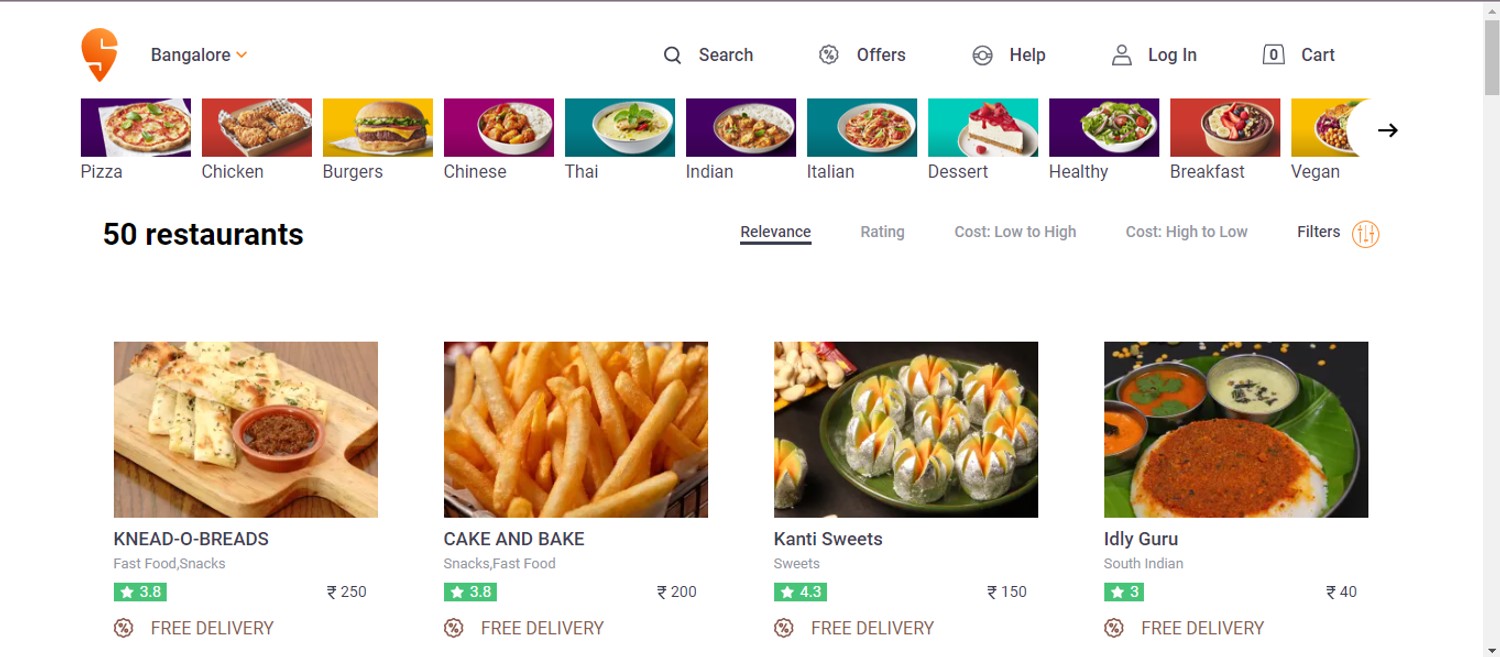 Bangalore Search Offers Help Log In 0 Cart
Pizza Chicken Burgers Chinese Thai Indian Italian Dessert Healthy Breakfast Vegan
50 restaurants Relevance Rating Cost: Low to High Cost: High to Low Filters
KNEAD-O-BREADS CAKE AND BAKE Kanti Sweets Idly Guru
Fast Food,Snacks Snacks,Fast Food Sweets South Indian
★ 3.8 ₹ 250 ★ 3.8 ₹ 200 ★ 4.3 ₹ 150 ★ 3 ₹ 40
FREE DELIVERY FREE DELIVERY FREE DELIVERY FREE DELIVERY